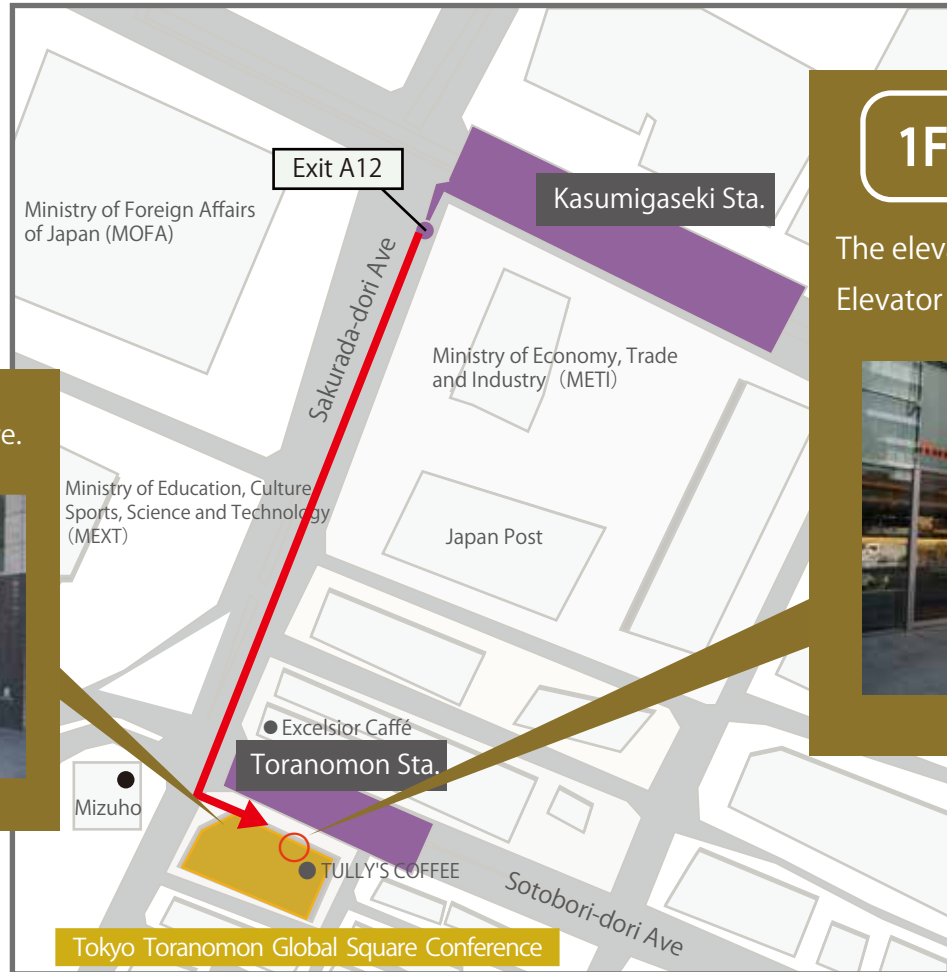 Exit A12
Kasumigaseki Sta.
Ministry of Foreign Affairs
of Japan (MOFA)
Sakurada-dori Ave
1F
The elev
Elevator
Ministry of Economy, Trade
and Industry（METI）
e.
Ministry of Education, Culture
Sports, Science and Technology
（MEXT）
Japan Post
Excelsior Caffé
Toranomon Sta.
Mizuho
TULLY'S COFFEE
Sotobori-dori Ave
Tokyo Toranomon Global Square Conference